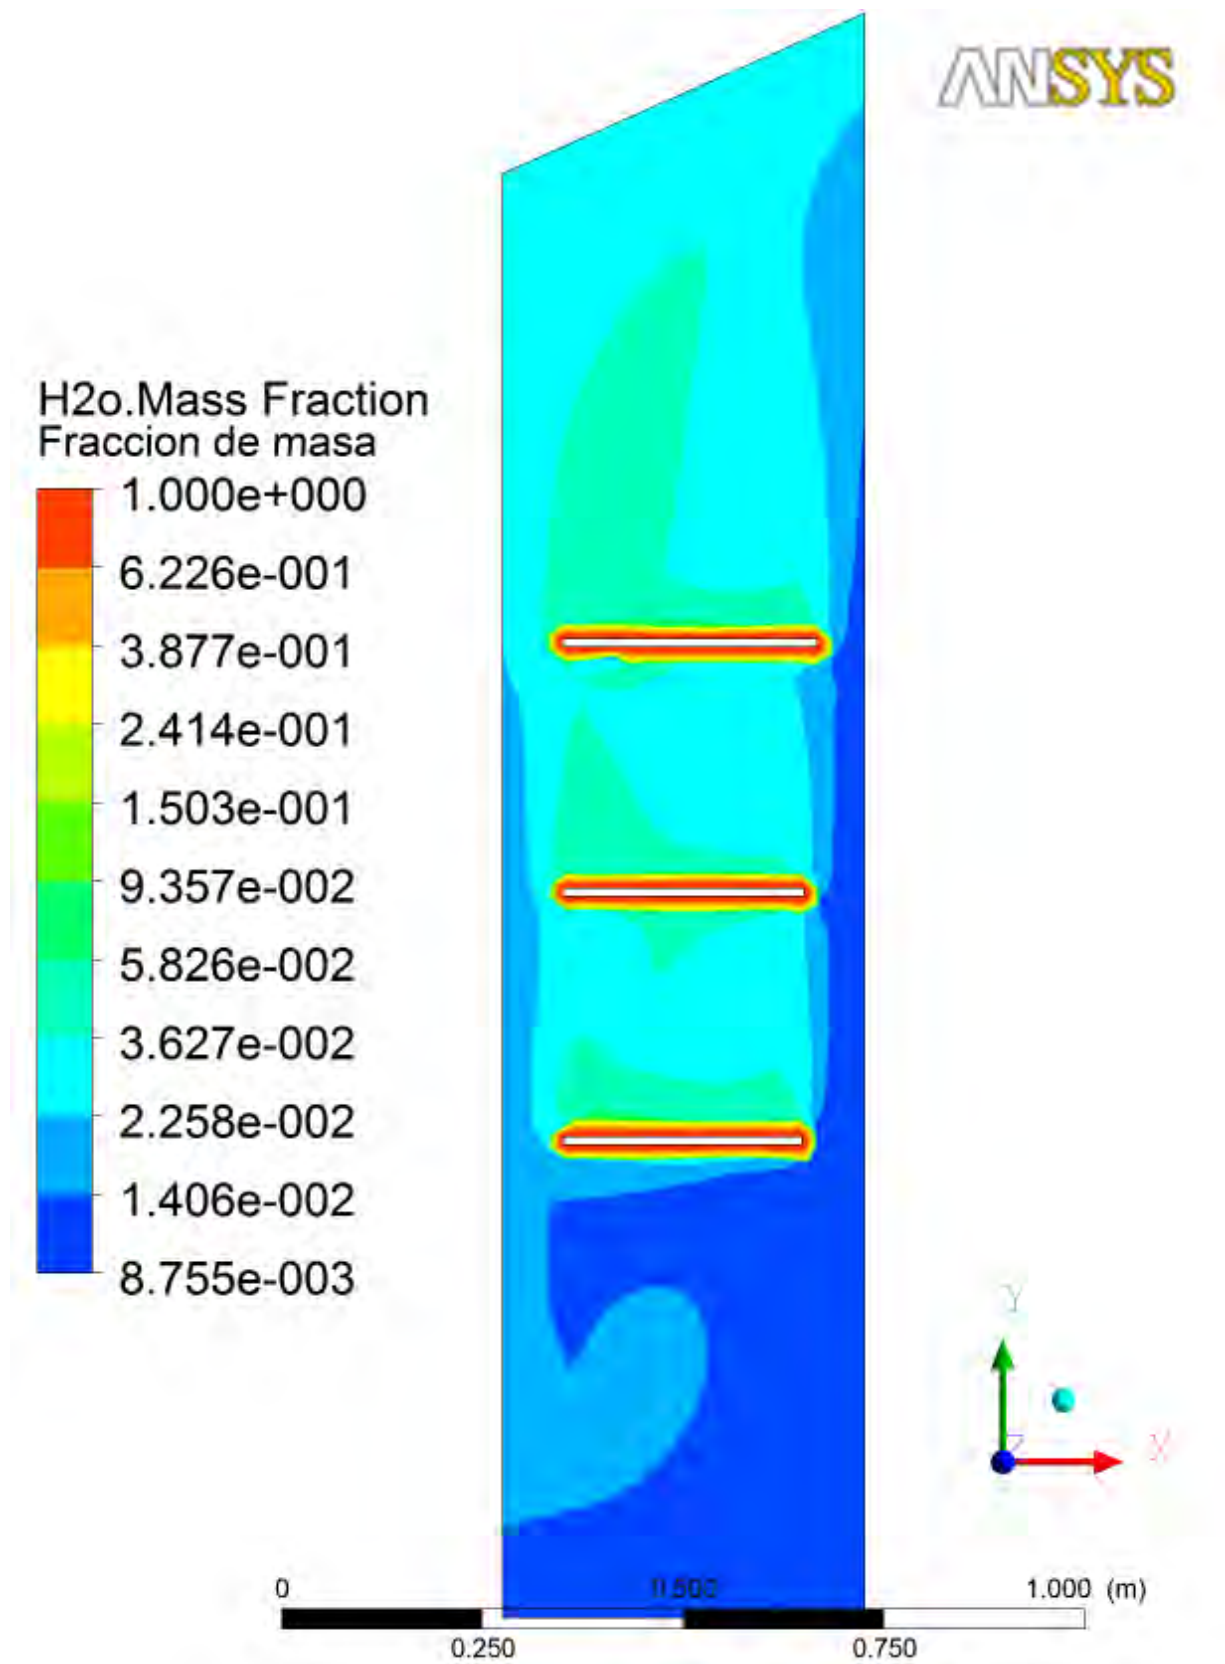 ANSYS
H2o.Mass Fraction
Fraccion de masa
1.000e+000
6.226e-001
3.877e-001
2.414e-001
1.503e-001
9.357e-002
5.826e-002
3.627e-002
2.258e-002
1.406e-002
8.755e-003
Y
Z
X
0 0.500 1.000 (m)
0.250 0.750